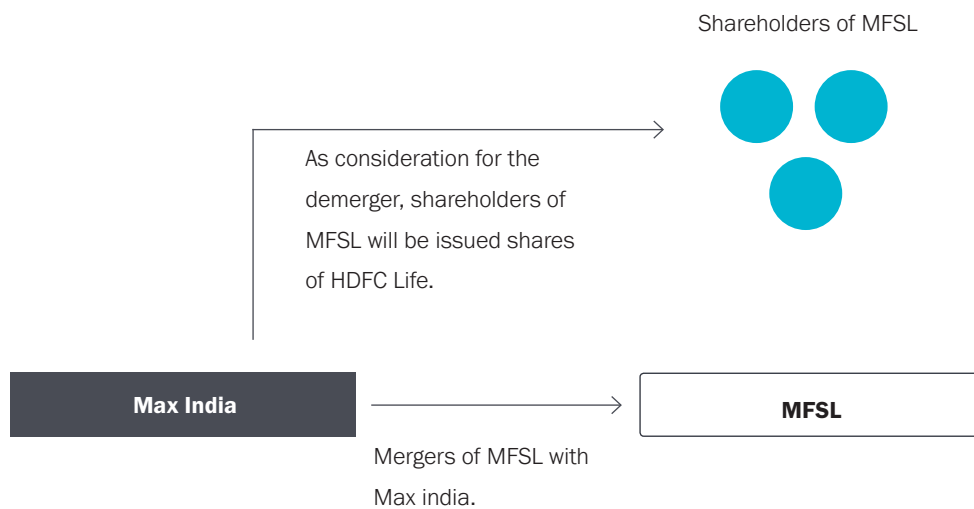 Shareholders of MFSL
As consideration for the
demerger, shareholders of
MFSL will be issued shares
of HDFC Life.
Max India
MFSL
Mergers of MFSL with
Max india.